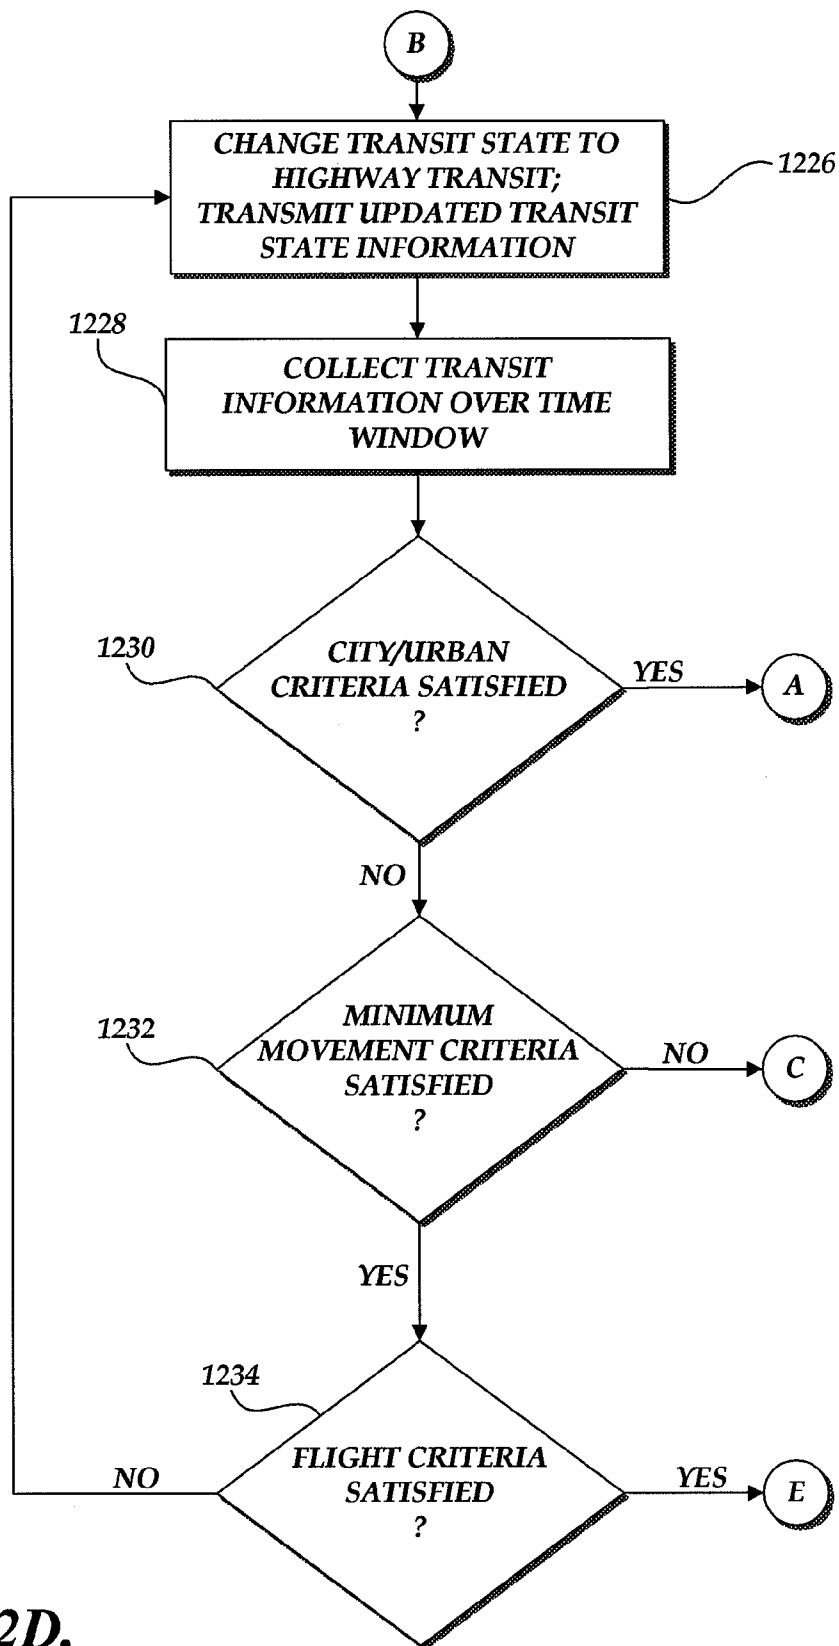 B
CHANGE TRANSIT STATE TO
HIGHWAY TRANSIT;
TRANSMIT UPDATED TRANSIT
STATE INFORMATION
1226
1228
COLLECT TRANSIT
INFORMATION OVER TIME
WINDOW
1230
CITY/URBAN
CRITERIA SATISFIED
?
YES
A
NO
1232
MINIMUM
MOVEMENT CRITERIA
SATISFIED
?
NO
C
YES
1234
FLIGHT CRITERIA
SATISFIED
?
NO
YES
E
2D.